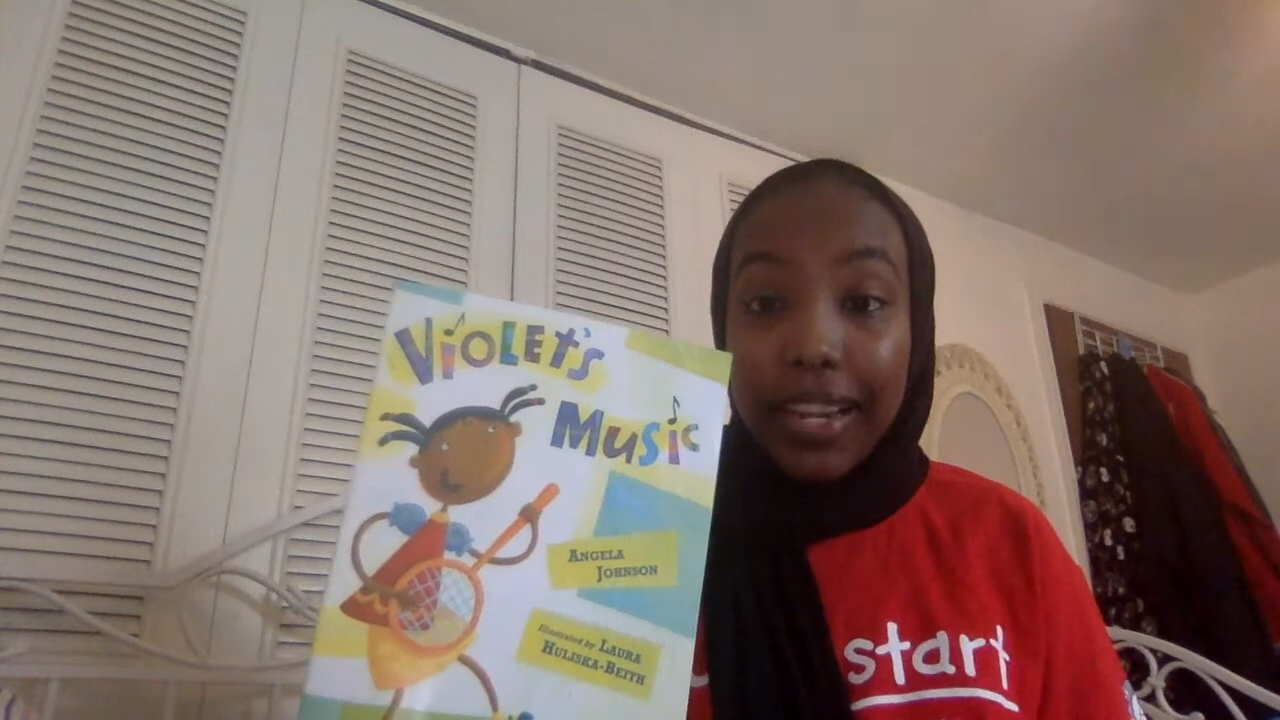 Violet's
Music
Angela
Johnson
Illustrated by Laura
Huliska-Beith
start